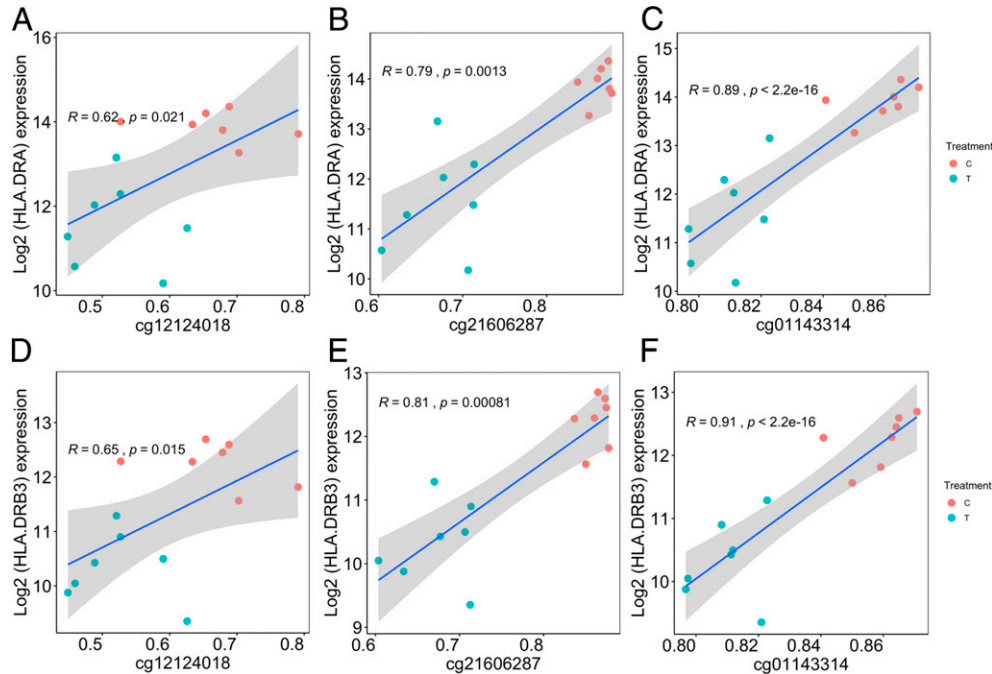 A
B
C
Log2 (HLA.DRA) expression
16
14
12
10
R = 0.62 , p = 0.021
0.5 0.6 0.7 0.8
cg12124018
Log2 (HLA.DRA) expression
14
13
12
11
10
R = 0.79 , p = 0.0013
0.6 0.7 0.8
cg21606287
Log2 (HLA.DRA) expression
15
14
13
12
11
10
R = 0.89 , p < 2.2e-16
0.80 0.82 0.84 0.86
cg01143314
Treatment
C
T
D
E
F
Log2 (HLA.DRB3) expression
13
12
11
10
R = 0.65 , p = 0.015
0.5 0.6 0.7 0.8
cg12124018
Log2 (HLA.DRB3) expression
13
12
11
10
9
R = 0.81 , p = 0.00081
0.6 0.7 0.8
cg21606287
Log2 (HLA.DRB3) expression
13
12
11
10
R = 0.91 , p < 2.2e-16
0.80 0.82 0.84 0.86
cg01143314
Treatment
C
T